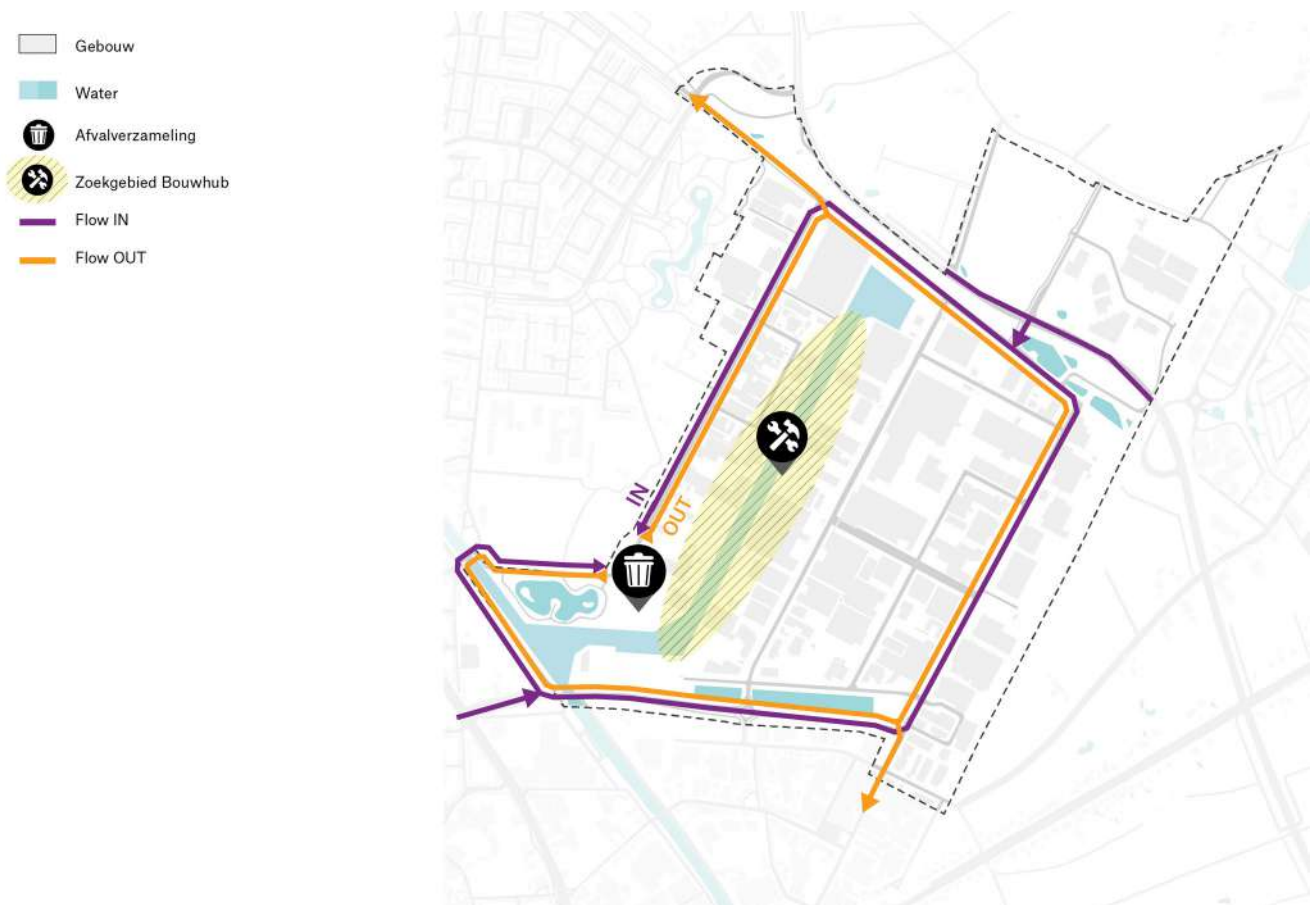 Gebouw
Water
Afvalverzameling
Zoekgebied Bouwhub
Flow IN
Flow OUT
IN
OUT